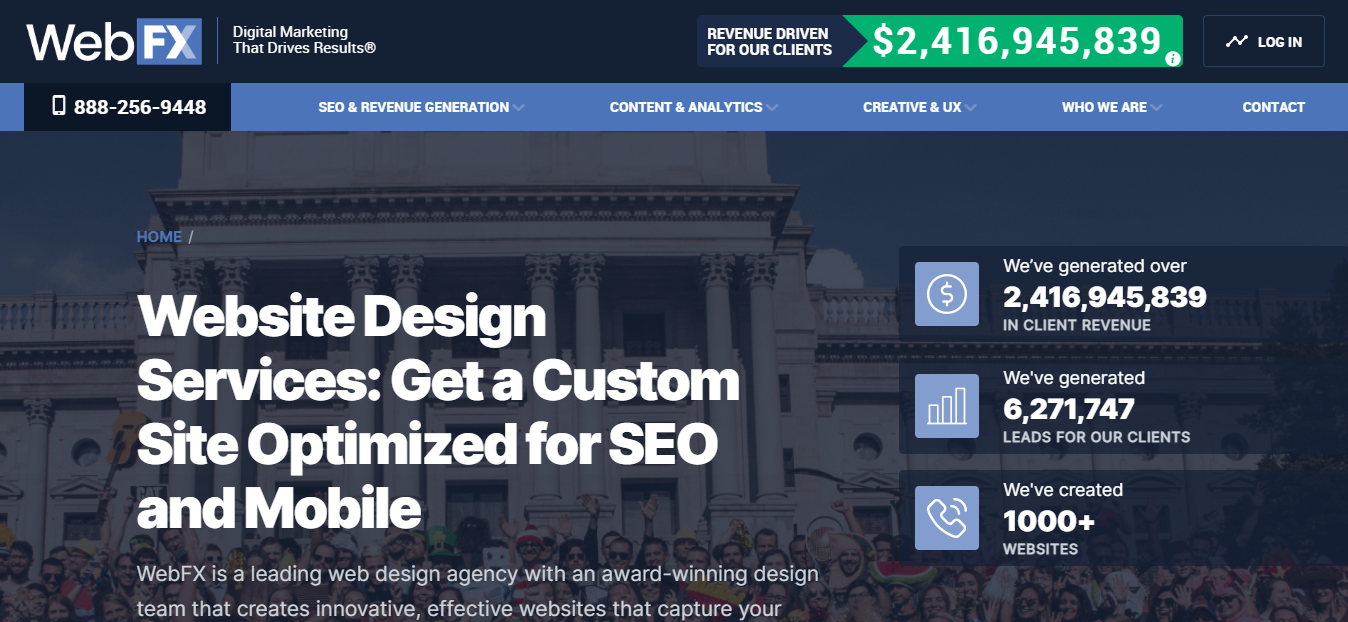 WebFX
Digital Marketing
That Drives Results®
REVENUE DRIVEN
FOR OUR CLIENTS
$2,416,945,839
i
LOG IN
888-256-9448
SEO & REVENUE GENERATION
CONTENT & ANALYTICS
CREATIVE & UX
WHO WE ARE
CONTACT
HOME /
Website Design
Services: Get a Custom
Site Optimized for SEO
and Mobile
WebFX is a leading web design agency with an award-winning design
team that creates innovative, effective websites that capture your
$
We’ve generated over
2,416,945,839
IN CLIENT REVENUE
We've generated
6,271,747
LEADS FOR OUR CLIENTS
We've created
1000+
WEBSITES